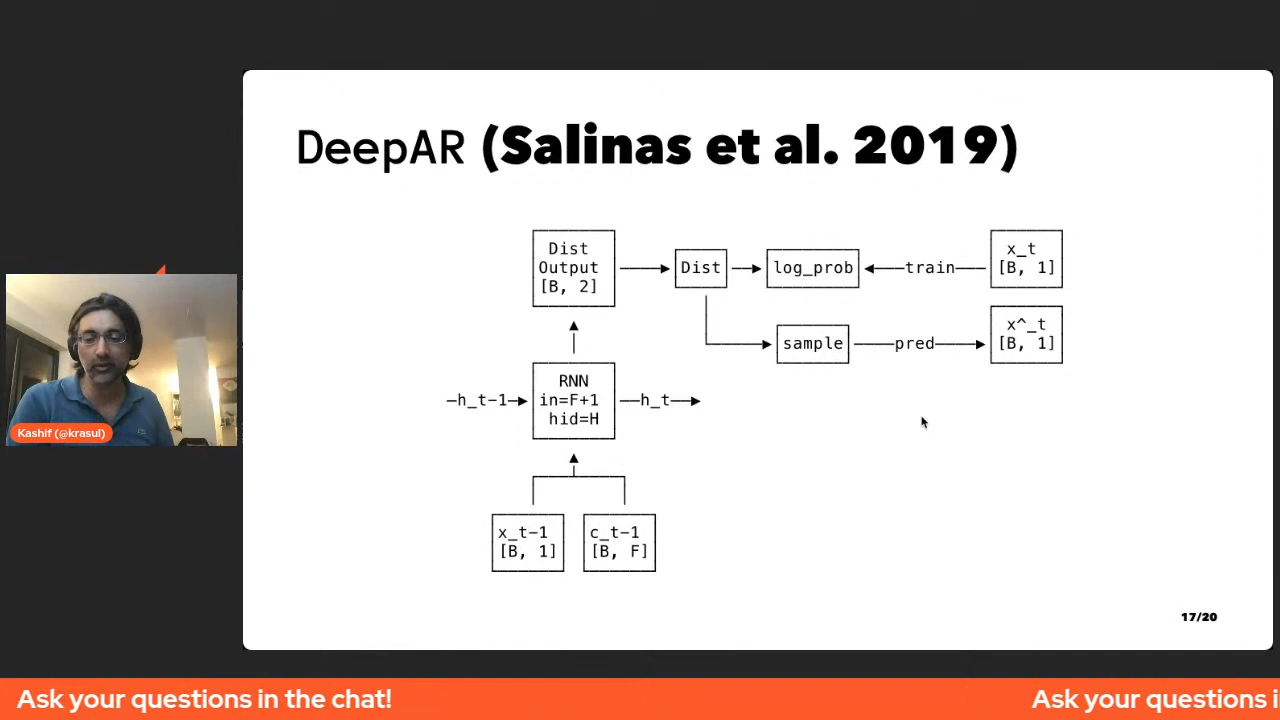 DeepAR (Salinas et al. 2019)
Dist
Output
[B, 2]
Dist
log_prob
train
x_t
[B, 1]
sample
pred
x^_t
[B, 1]
h_t-1
RNN
in=F+1
hid=H
h_t
x_t-1
[B, 1]
c_t-1
[B, F]
17/20
Kashif (@krasul)
Ask your questions in the chat!
Ask your questions i